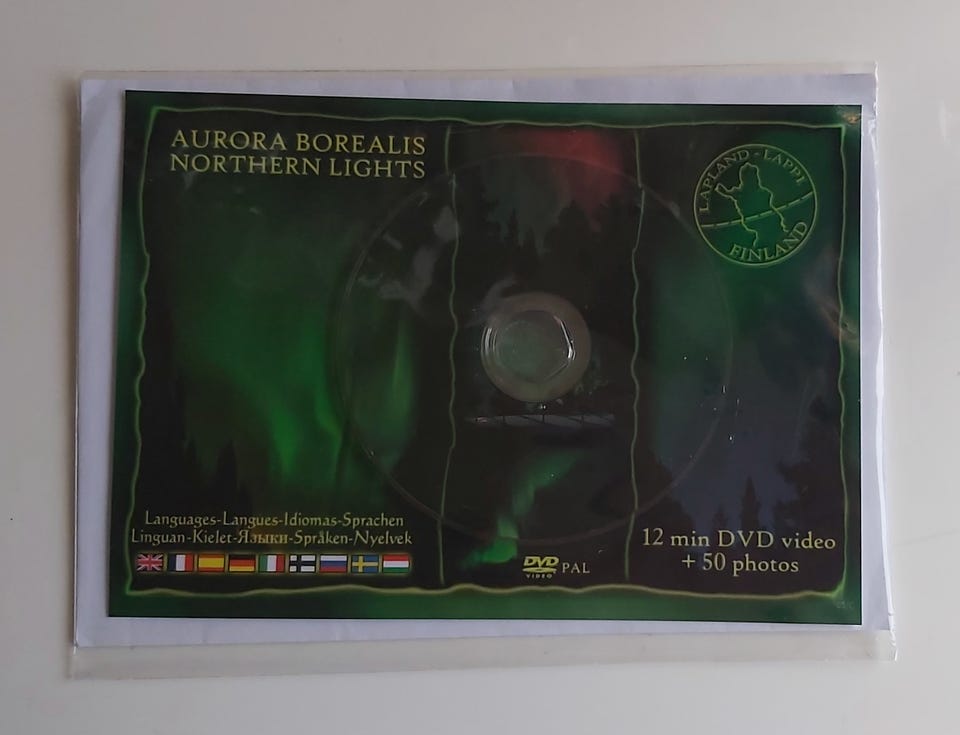 AURORA BOREALIS
NORTHERN LIGHTS
LAPLAND - LAPPI
FINLAND
Languages-Langues-Idiomas-Sprachen
Linguan-Kielet-Языки-Språken-Nyelvek
DVD
VIDEO
PAL
12 min DVD video
+ 50 photos